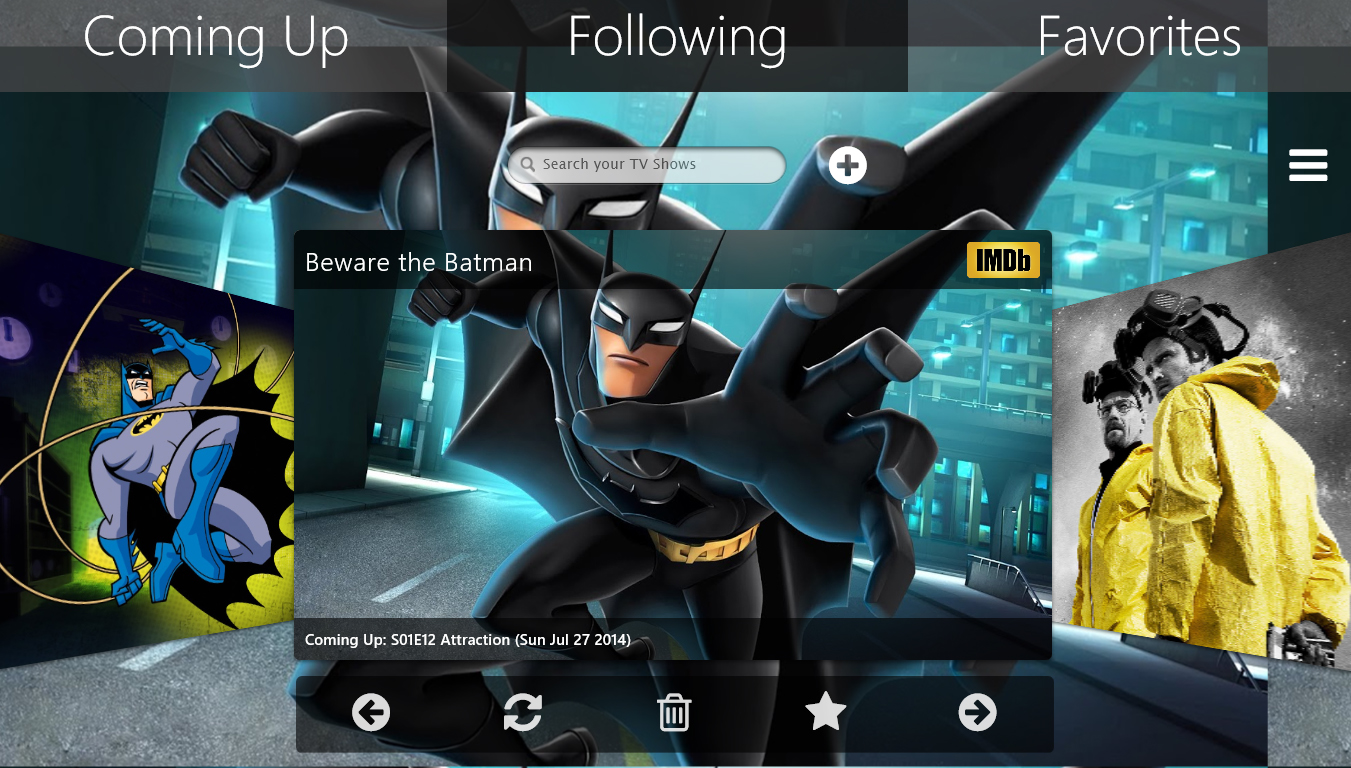 Coming Up
Following
Favorites
Search your TV Shows
Beware the Batman
IMDb
Coming Up: S01E12 Attraction (Sun Jul 27 2014)